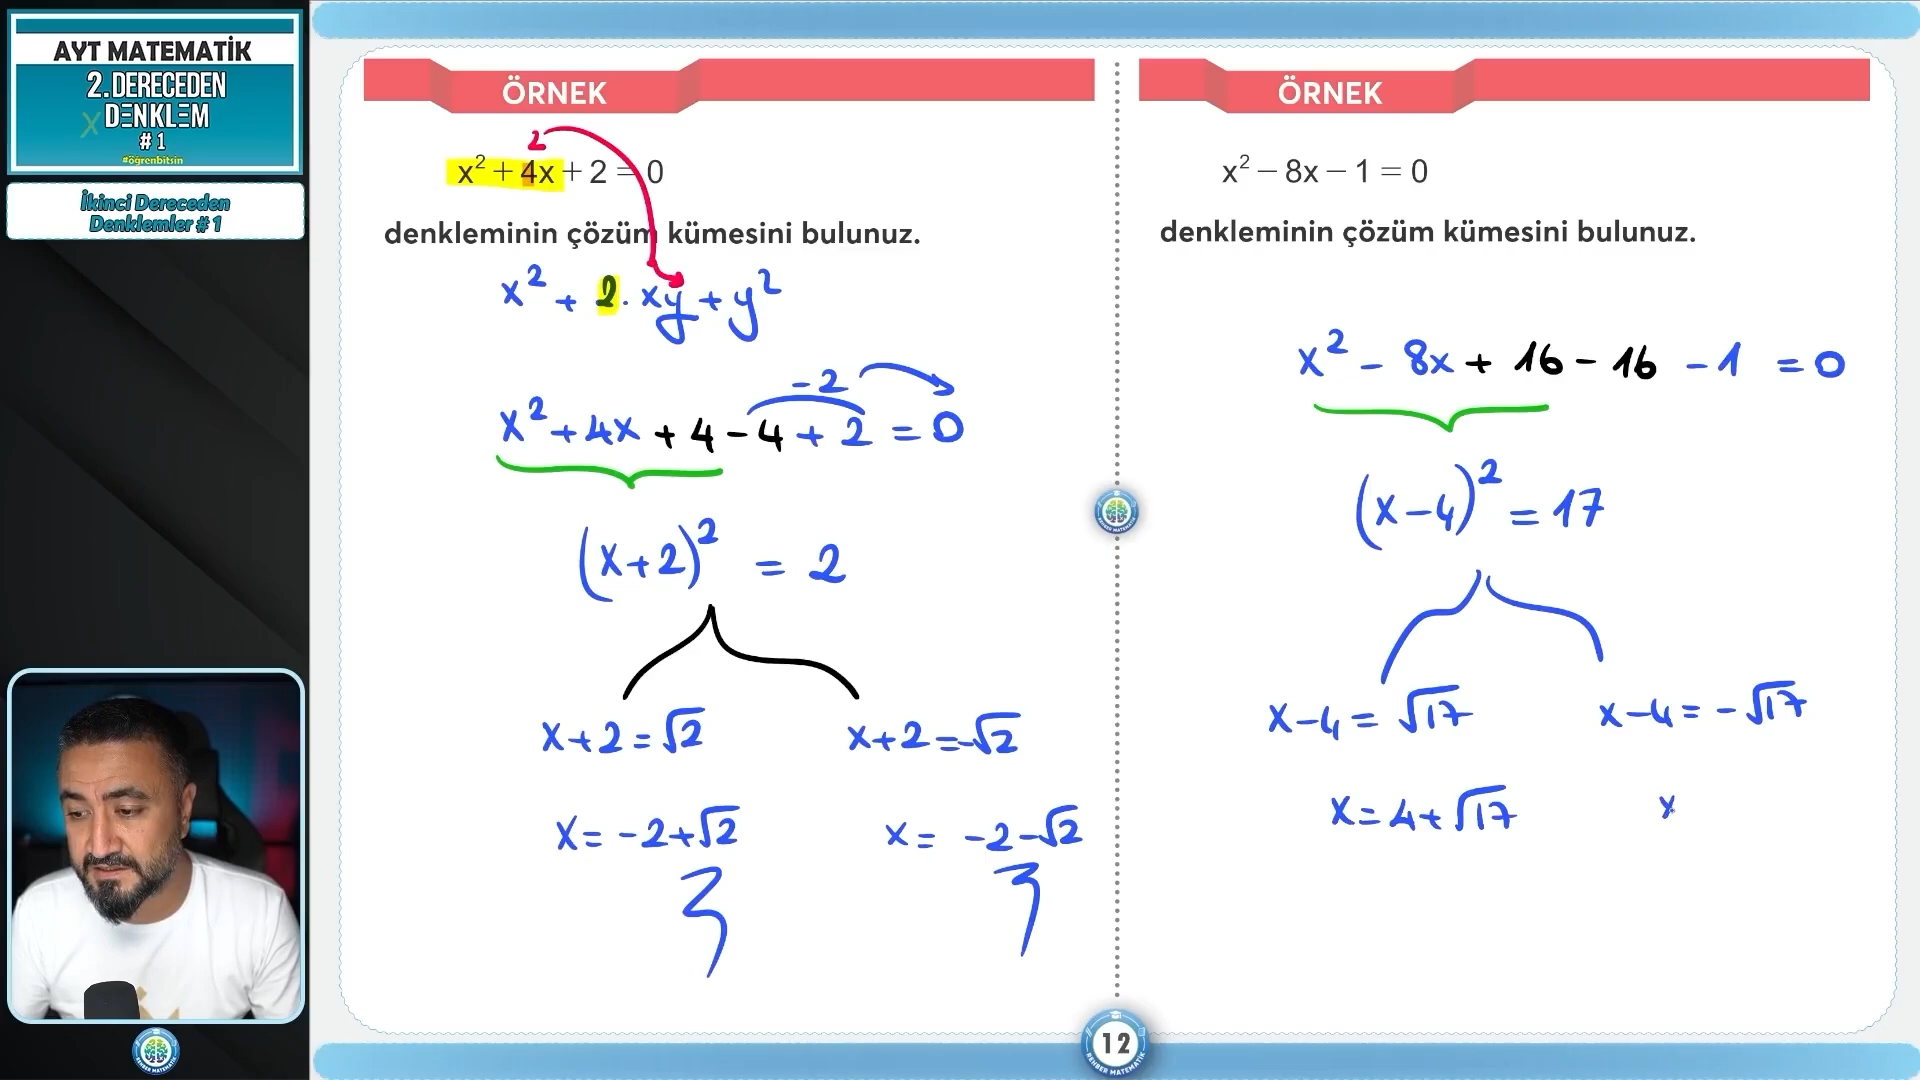 AYT MATEMATİK
2. DERECEDEN
X DENKLEM
# 1
#öğrenbitsin
İkinci Dereceden
Denklemler # 1
ÖRNEK
2
x² + 4x + 2 = 0
denkleminin çözüm kümesini bulunuz.
x² + 2. xy + y²
-2
x² + 4x + 4 - 4 + 2 = 0
(x+2)² = 2
x+2 = √2 x+2 = -√2
x = -2+√2 x = -2-√2
ÖRNEK
x² − 8x − 1 = 0
denkleminin çözüm kümesini bulunuz.
x² - 8x + 16 - 16 - 1 = 0
(x-4)² = 17
x-4 = √17 x-4 = -√17
x = 4+√17 x
12
REHBER MATEMATİK